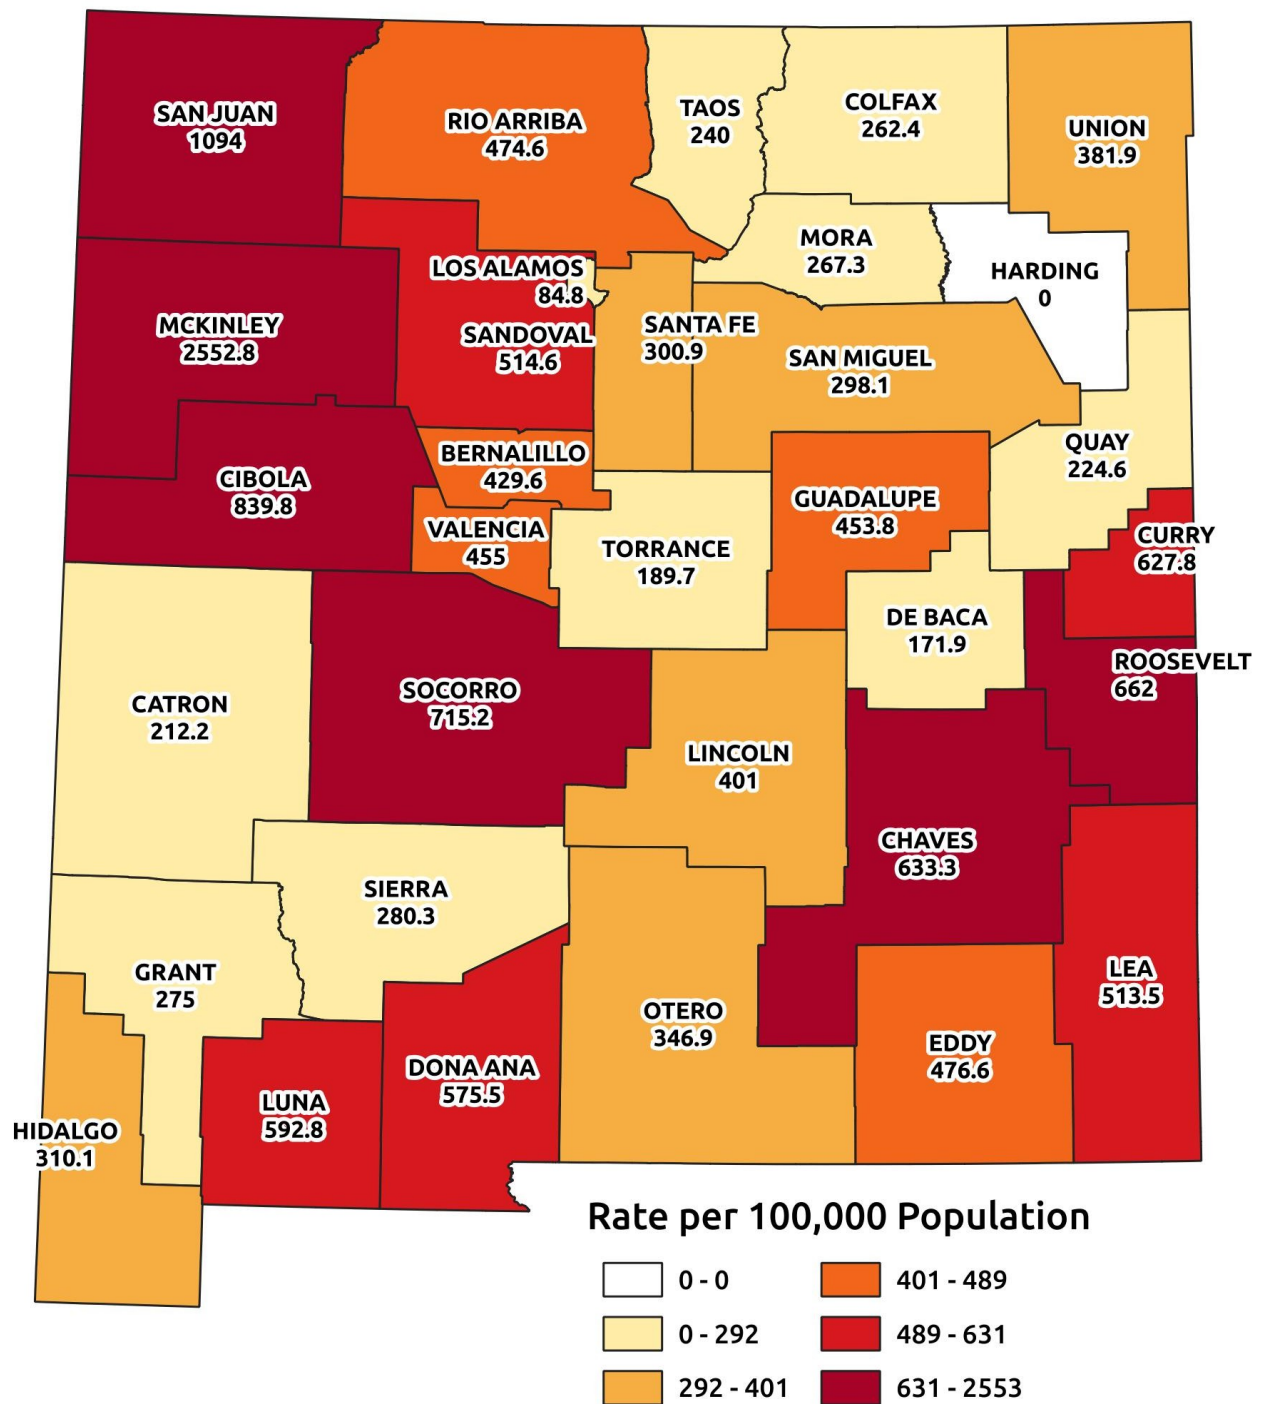 SAN JUAN
1094
RIO ARRIBA
474.6
TAOS
240
COLFAX
262.4
UNION
381.9
MORA
267.3
HARDING
0
LOS ALAMOS
84.8
MCKINLEY
2552.8
SANDOVAL
514.6
SANTA FE
300.9
SAN MIGUEL
298.1
QUAY
224.6
BERNALILLO
429.6
CIBOLA
839.8
GUADALUPE
453.8
VALENCIA
455
TORRANCE
189.7
CURRY
627.8
DE BACA
171.9
ROOSEVELT
662
CATRON
212.2
SOCORRO
715.2
LINCOLN
401
CHAVES
633.3
SIERRA
280.3
GRANT
275
LEA
513.5
OTERO
346.9
EDDY
476.6
DONA ANA
575.5
LUNA
592.8
HIDALGO
310.1
Rate per 100,000 Population
0 - 0
401 - 489
0 - 292
489 - 631
292 - 401
631 - 2553